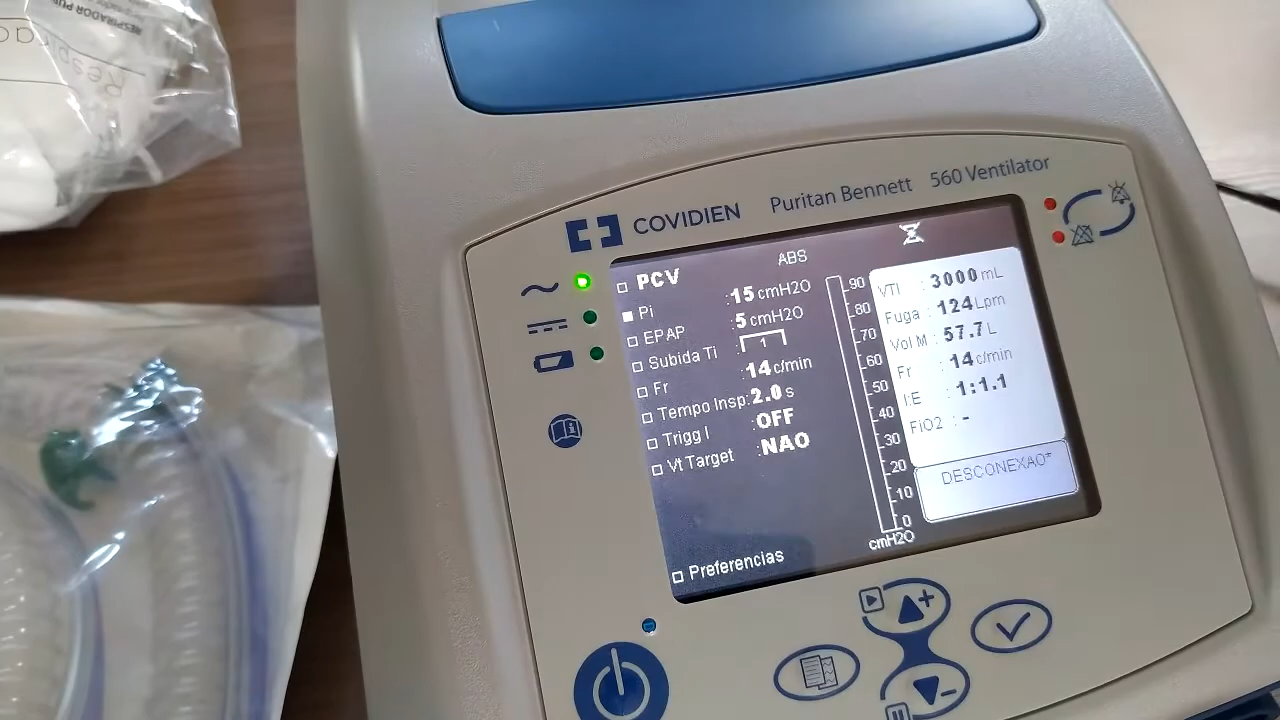 RESPIRADOR PUR
Respirad
COVIDIEN Puritan Bennett 560 Ventilator
PCV ABS
Pi :15 cmH2O
EPAP :5 cmH2O
Subida Ti : 1
Fr :14 c/min
Tempo Insp:2.0 s
Trigg I :OFF
Vt Target :NAO
Preferencias
90
80
70
60
50
40
30
20
10
0
cmH2O
VTI : 3000 mL
Fuga : 124 Lpm
Vol M : 57.7 L
Fr : 14 c/min
I:E : 1:1.1
FiO2 : -
DESCONEXAO*